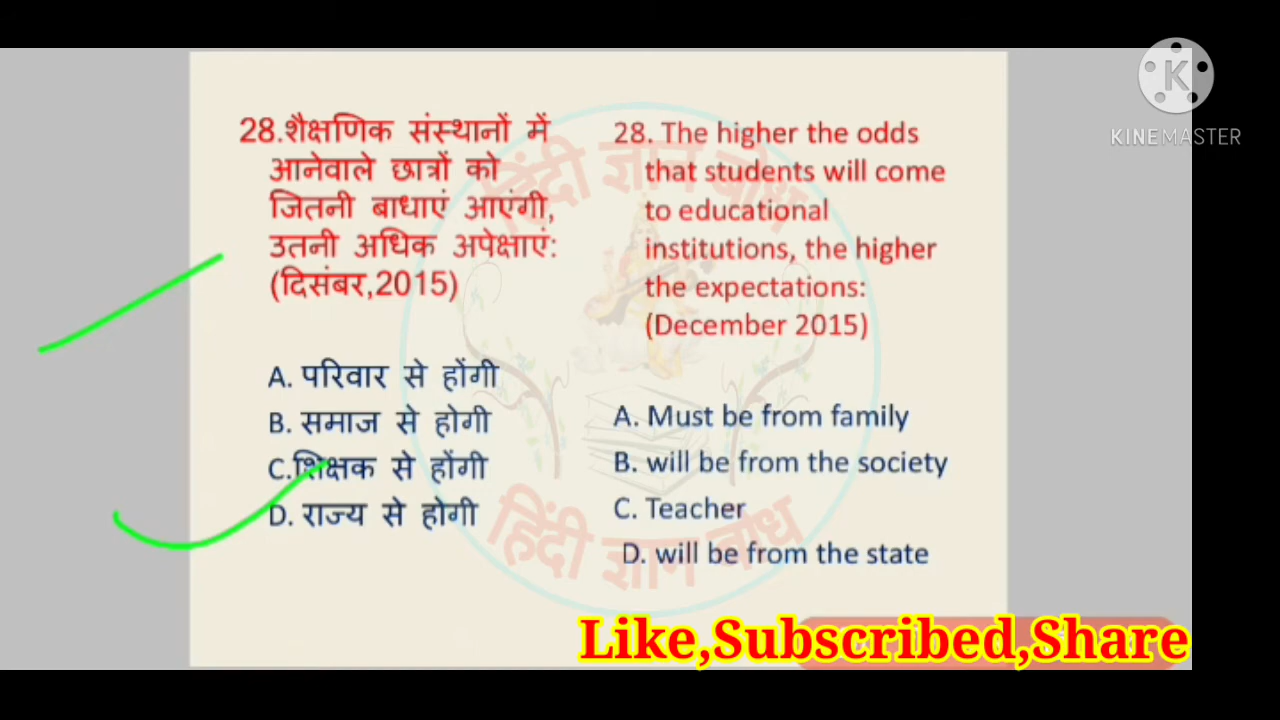 28.शैक्षणिक संस्थानों में
आनेवाले छात्रों को
जितनी बाधाएं आएंगी,
उतनी अधिक अपेक्षाएं:
(दिसंबर,2015)
A. परिवार से होंगी
B. समाज से होगी
C.शिक्षक से होंगी
D. राज्य से होगी
28. The higher the odds
that students will come
to educational
institutions, the higher
the expectations:
(December 2015)
A. Must be from family
B. will be from the society
C. Teacher
D. will be from the state
हिंदी ज्ञान बोध
हिंदी ज्ञान बोध
KINEMASTER
Like,Subscribed,Share